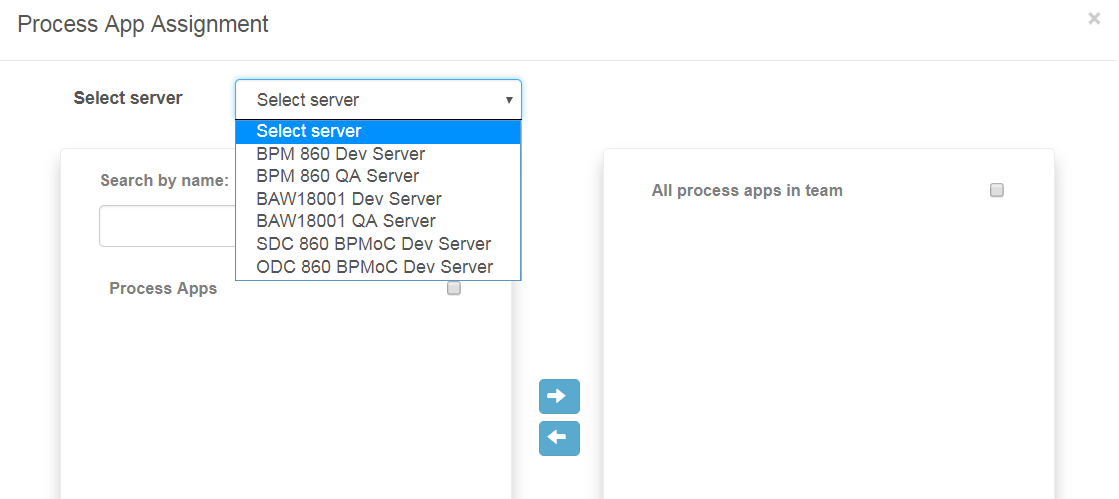 Process App Assignment
×
Select server
Select server
Select server
BPM 860 Dev Server
BPM 860 QA Server
BAW18001 Dev Server
BAW18001 QA Server
SDC 860 BPMoC Dev Server
ODC 860 BPMoC Dev Server
Search by name:
Process Apps
All process apps in team